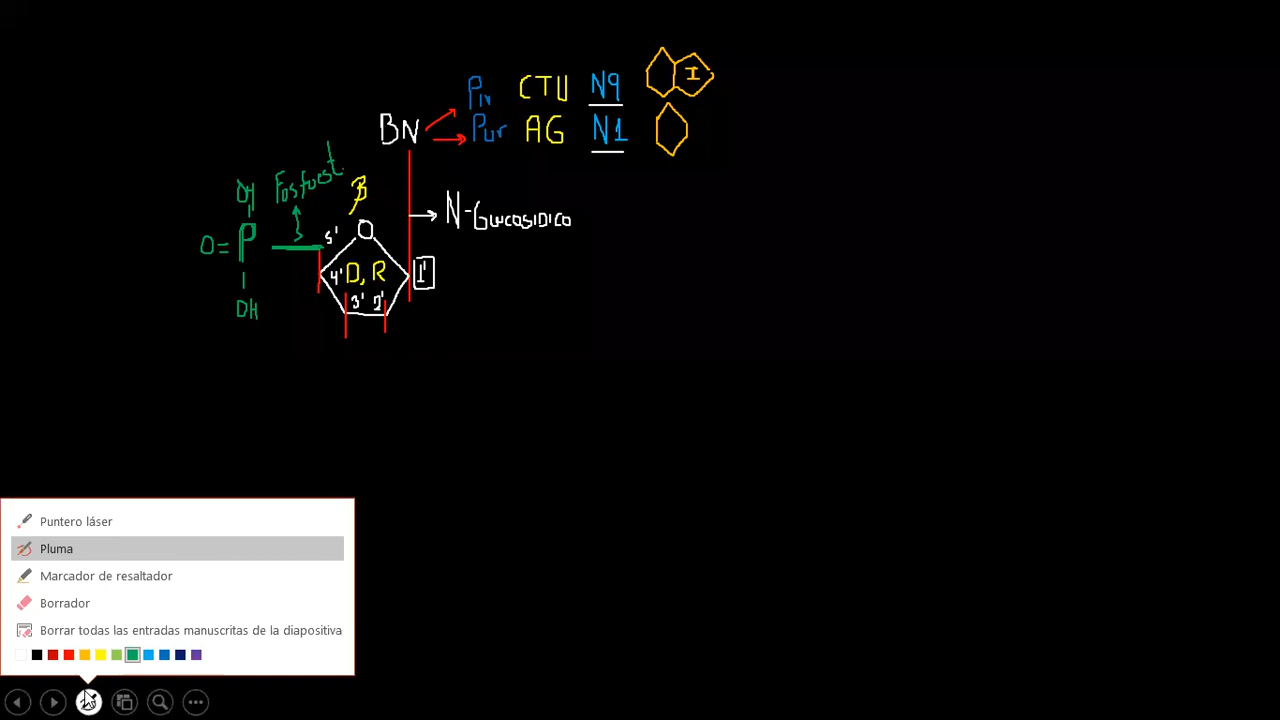 Pir CTU N9 I
BN Pur AG N1
Fosfoest.
OH
β
N-Glucosidico
O=P
5'
O
4' D, R 1'
3' 2'
OH
Puntero láser
Pluma
Marcador de resaltador
Borrador
Borrar todas las entradas manuscritas de la diapositiva